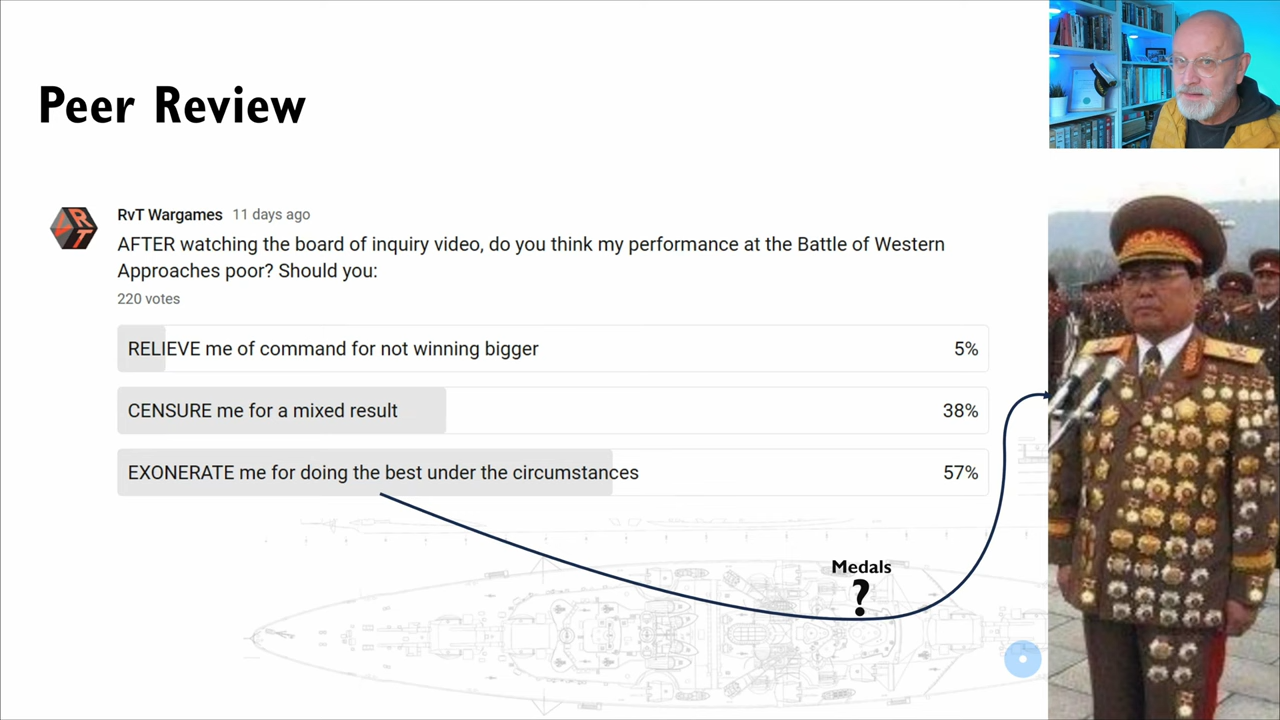 Peer Review
RT
RvT Wargames 11 days ago
AFTER watching the board of inquiry video, do you think my performance at the Battle of Western
Approaches poor? Should you:
220 votes
RELIEVE me of command for not winning bigger 5%
CENSURE me for a mixed result 38%
EXONERATE me for doing the best under the circumstances 57%
Medals
?